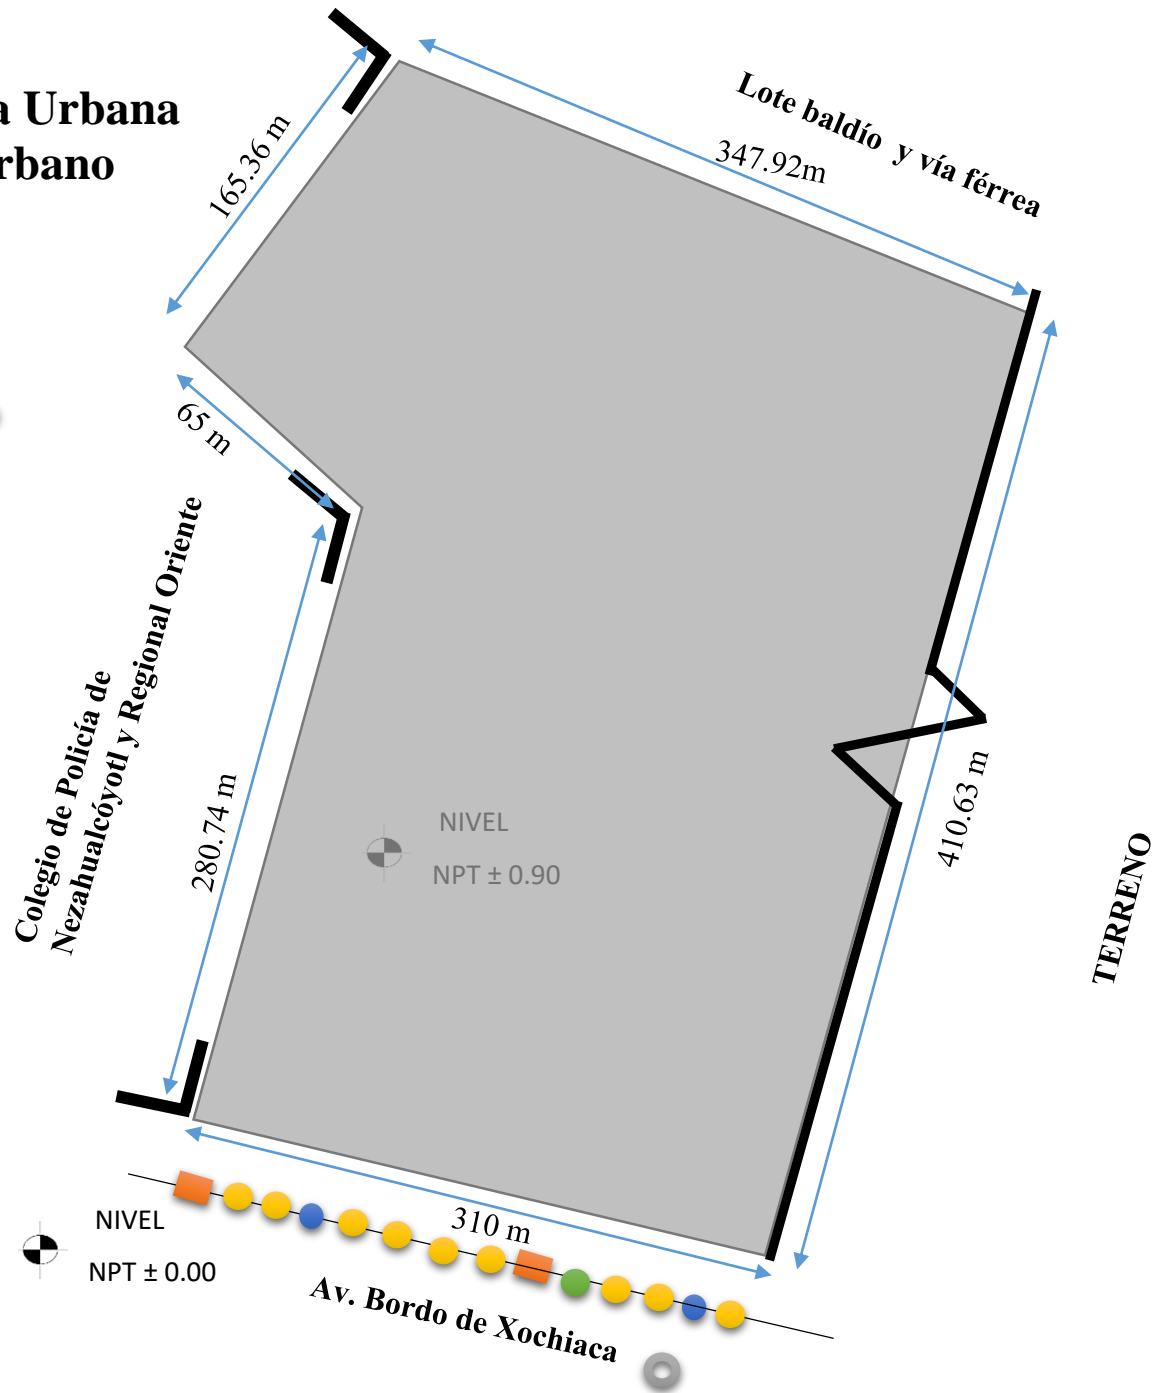 a Urbana
rbano
Lote baldío y vía férrea
347.92m
165.36 m
65 m
Colegio de Policía de
Nezahualcóyotl y Regional Oriente
280.74 m
NIVEL
NPT ± 0.90
410.63 m
TERRENO
310 m
NIVEL
NPT ± 0.00
Av. Bordo de Xochiaca